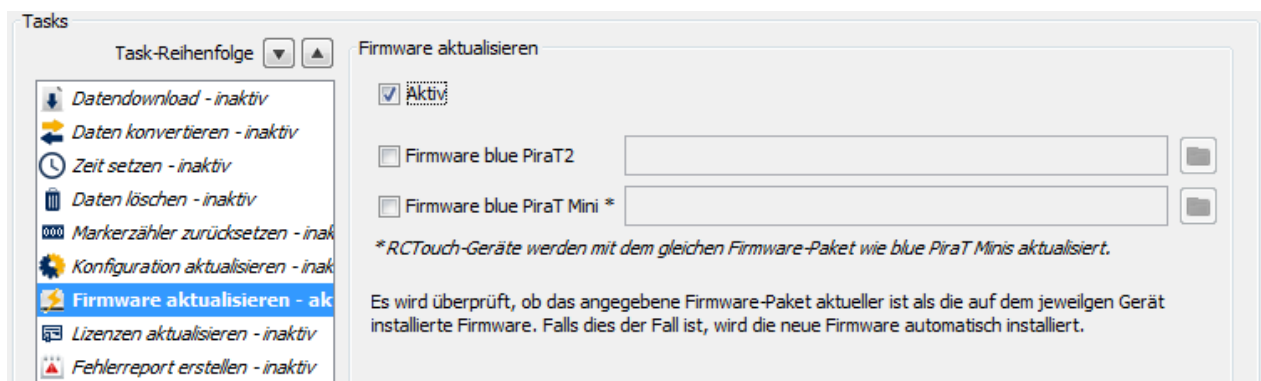 Tasks
Task-Reihenfolge
Datendownload - inaktiv
Daten konvertieren - inaktiv
Zeit setzen - inaktiv
Daten löschen - inaktiv
000 Markerzähler zurücksetzen - inak
Konfiguration aktualisieren - inak
Firmware aktualisieren - ak
Lizenzen aktualisieren - inaktiv
Fehlerreport erstellen - inaktiv
Firmware aktualisieren
Aktiv
Firmware blue PiraT2
Firmware blue PiraT Mini *
*RCTouch-Geräte werden mit dem gleichen Firmware-Paket wie blue PiraT Minis aktualisiert.
Es wird überprüft, ob das angegebene Firmware-Paket aktueller ist als die auf dem jeweilgen Gerät
installierte Firmware. Falls dies der Fall ist, wird die neue Firmware automatisch installiert.